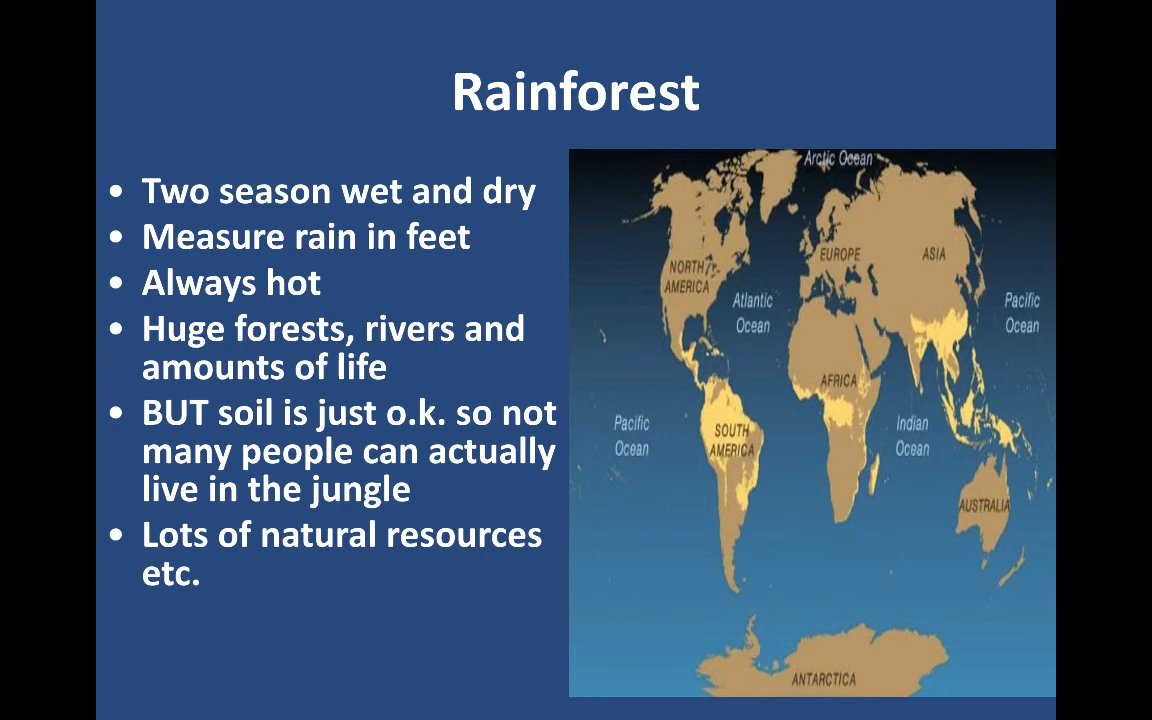 Rainforest
• Two season wet and dry
• Measure rain in feet
• Always hot
• Huge forests, rivers and
amounts of life
• BUT soil is just o.k. so not
many people can actually
live in the jungle
• Lots of natural resources
etc.
Arctic Ocean
NORTH
AMERICA
EUROPE
ASIA
Atlantic
Ocean
Pacific
Ocean
AFRICA
Pacific
Ocean
SOUTH
AMERICA
Indian
Ocean
AUSTRALIA
ANTARCTICA